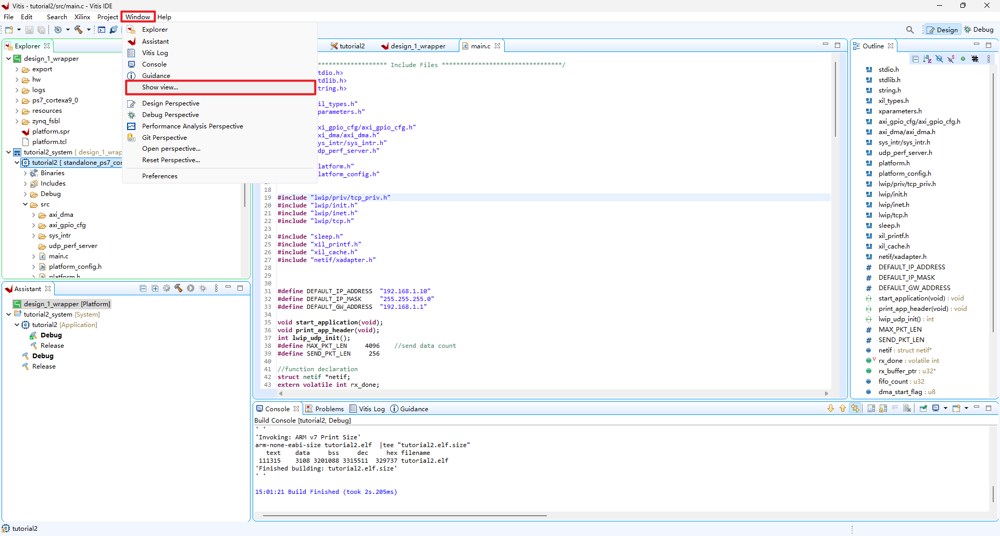 Vitis - tutorial2/src/main.c - Vitis IDE
File Edit Search Xilinx Project Window Help
Design
Debug
Explorer
design_1_wrapper
export
hw
logs
ps7_cortexa9_0
resources
zynq_fsbl
platform.spr
platform.tcl
tutorial2_system [ design_1_wrap
tutorial2 [ standalone_ps7_cor
Binaries
Includes
Debug
src
axi_dma
axi_gpio_cfg
sys_intr
udp_perf_server
main.c
platform_config.h
platform.h
Explorer
Assistant
Vitis Log
Console
Guidance
Show view...
Design Perspective
Debug Perspective
Performance Analysis Perspective
GIT
Git Perspective
Open perspective...
Reset Perspective...
Preferences
tutorial2 design_1_wrapper main.c
****************** Include Files *********************************/
tdio.h>
tdlib.h>
tring.h>
il_types.h"
parameters.h"
xi_gpio_cfg/axi_gpio_cfg.h"
xi_dma/axi_dma.h"
ys_intr/sys_intr.h"
dp_perf_server.h"
latform.h"
latform_config.h"
18
19 #include "lwip/priv/tcp_priv.h"
20 #include "lwip/init.h"
21 #include "lwip/inet.h"
22 #include "lwip/tcp.h"
23
24 #include "sleep.h"
25 #include "xil_printf.h"
26 #include "xil_cache.h"
27 #include "netif/xadapter.h"
28
29
30
31 #define DEFAULT_IP_ADDRESS "192.168.1.10"
32 #define DEFAULT_IP_MASK "255.255.255.0"
33 #define DEFAULT_GW_ADDRESS "192.168.1.1"
34
35 void start_application(void);
36 void print_app_header(void);
37 int lwip_udp_init();
38 #define MAX_PKT_LEN 4096 //send data count
39 #define SEND_PKT_LEN 256
40
41 //function declaration
42 struct netif *netif;
43 extern volatile int rx_done;
Outline
stdio.h
stdlib.h
string.h
xil_types.h
xparameters.h
axi_gpio_cfg/axi_gpio_cfg.h
axi_dma/axi_dma.h
sys_intr/sys_intr.h
udp_perf_server.h
platform.h
platform_config.h
lwip/priv/tcp_priv.h
lwip/init.h
lwip/inet.h
lwip/tcp.h
sleep.h
xil_printf.h
xil_cache.h
netif/xadapter.h
# DEFAULT_IP_ADDRESS
# DEFAULT_IP_MASK
# DEFAULT_GW_ADDRESS
start_application(void) : void
print_app_header(void) : void
lwip_udp_init() : int
# MAX_PKT_LEN
# SEND_PKT_LEN
netif : struct netif*
rx_done : volatile int
rx_buffer_ptr : u32*
fifo_count : u32
dma_start_flag : u8
Assistant
design_1_wrapper [Platform]
tutorial2_system [System]
tutorial2 [Application]
Debug
Release
Debug
Release
Console Problems Vitis Log Guidance
Build Console [tutorial2, Debug]
' '
'Invoking: ARM v7 Print Size'
arm-none-eabi-size tutorial2.elf |tee "tutorial2.elf.size"
text data bss dec hex filename
111315 3108 3201088 3315511 329737 tutorial2.elf
'Finished building: tutorial2.elf.size'
' '
15:01:21 Build Finished (took 2s.205ms)
tutorial2